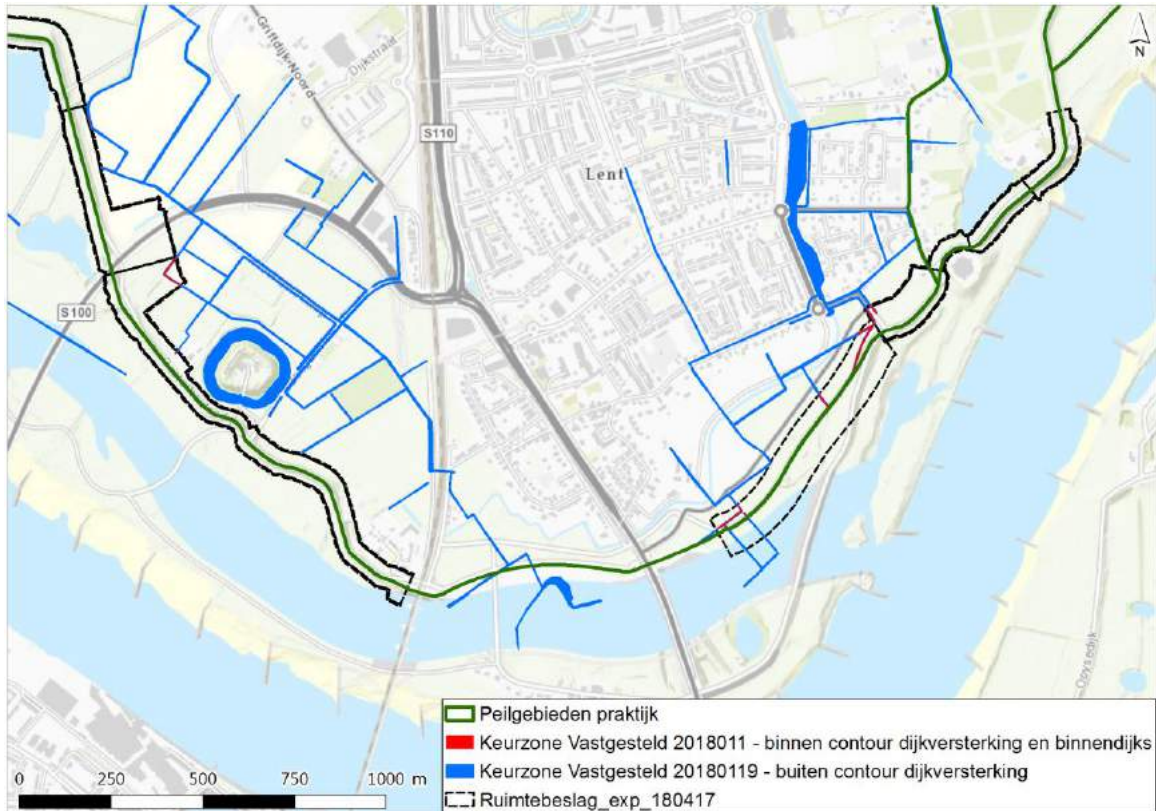 Griftdijk-Noord
Dijkstraat
S110
N
Lent
S100
Opysedijk
Peilgebieden praktijk
Keurzone Vastgesteld 2018011 - binnen contour dijkversterking en binnendijks
Keurzone Vastgesteld 20180119 - buiten contour dijkversterking
Ruimtebeslag_exp_180417
0 250 500 750 1000 m